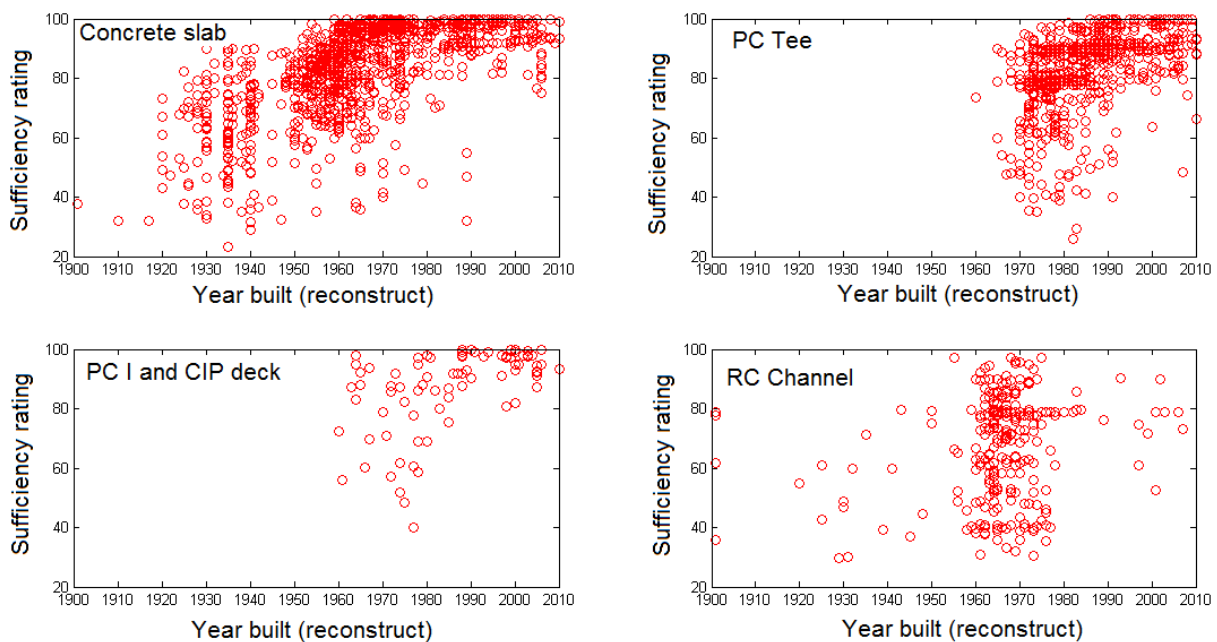 Concrete slab
Sufficiency rating
100
80
60
40
20
1900 1910 1920 1930 1940 1950 1960 1970 1980 1990 2000 2010
Year built (reconstruct)
PC Tee
Sufficiency rating
100
80
60
40
20
1900 1910 1920 1930 1940 1950 1960 1970 1980 1990 2000 2010
Year built (reconstruct)
PC I and CIP deck
Sufficiency rating
100
80
60
40
20
1900 1910 1920 1930 1940 1950 1960 1970 1980 1990 2000 2010
Year built (reconstruct)
RC Channel
Sufficiency rating
100
80
60
40
20
1900 1910 1920 1930 1940 1950 1960 1970 1980 1990 2000 2010
Year built (reconstruct)